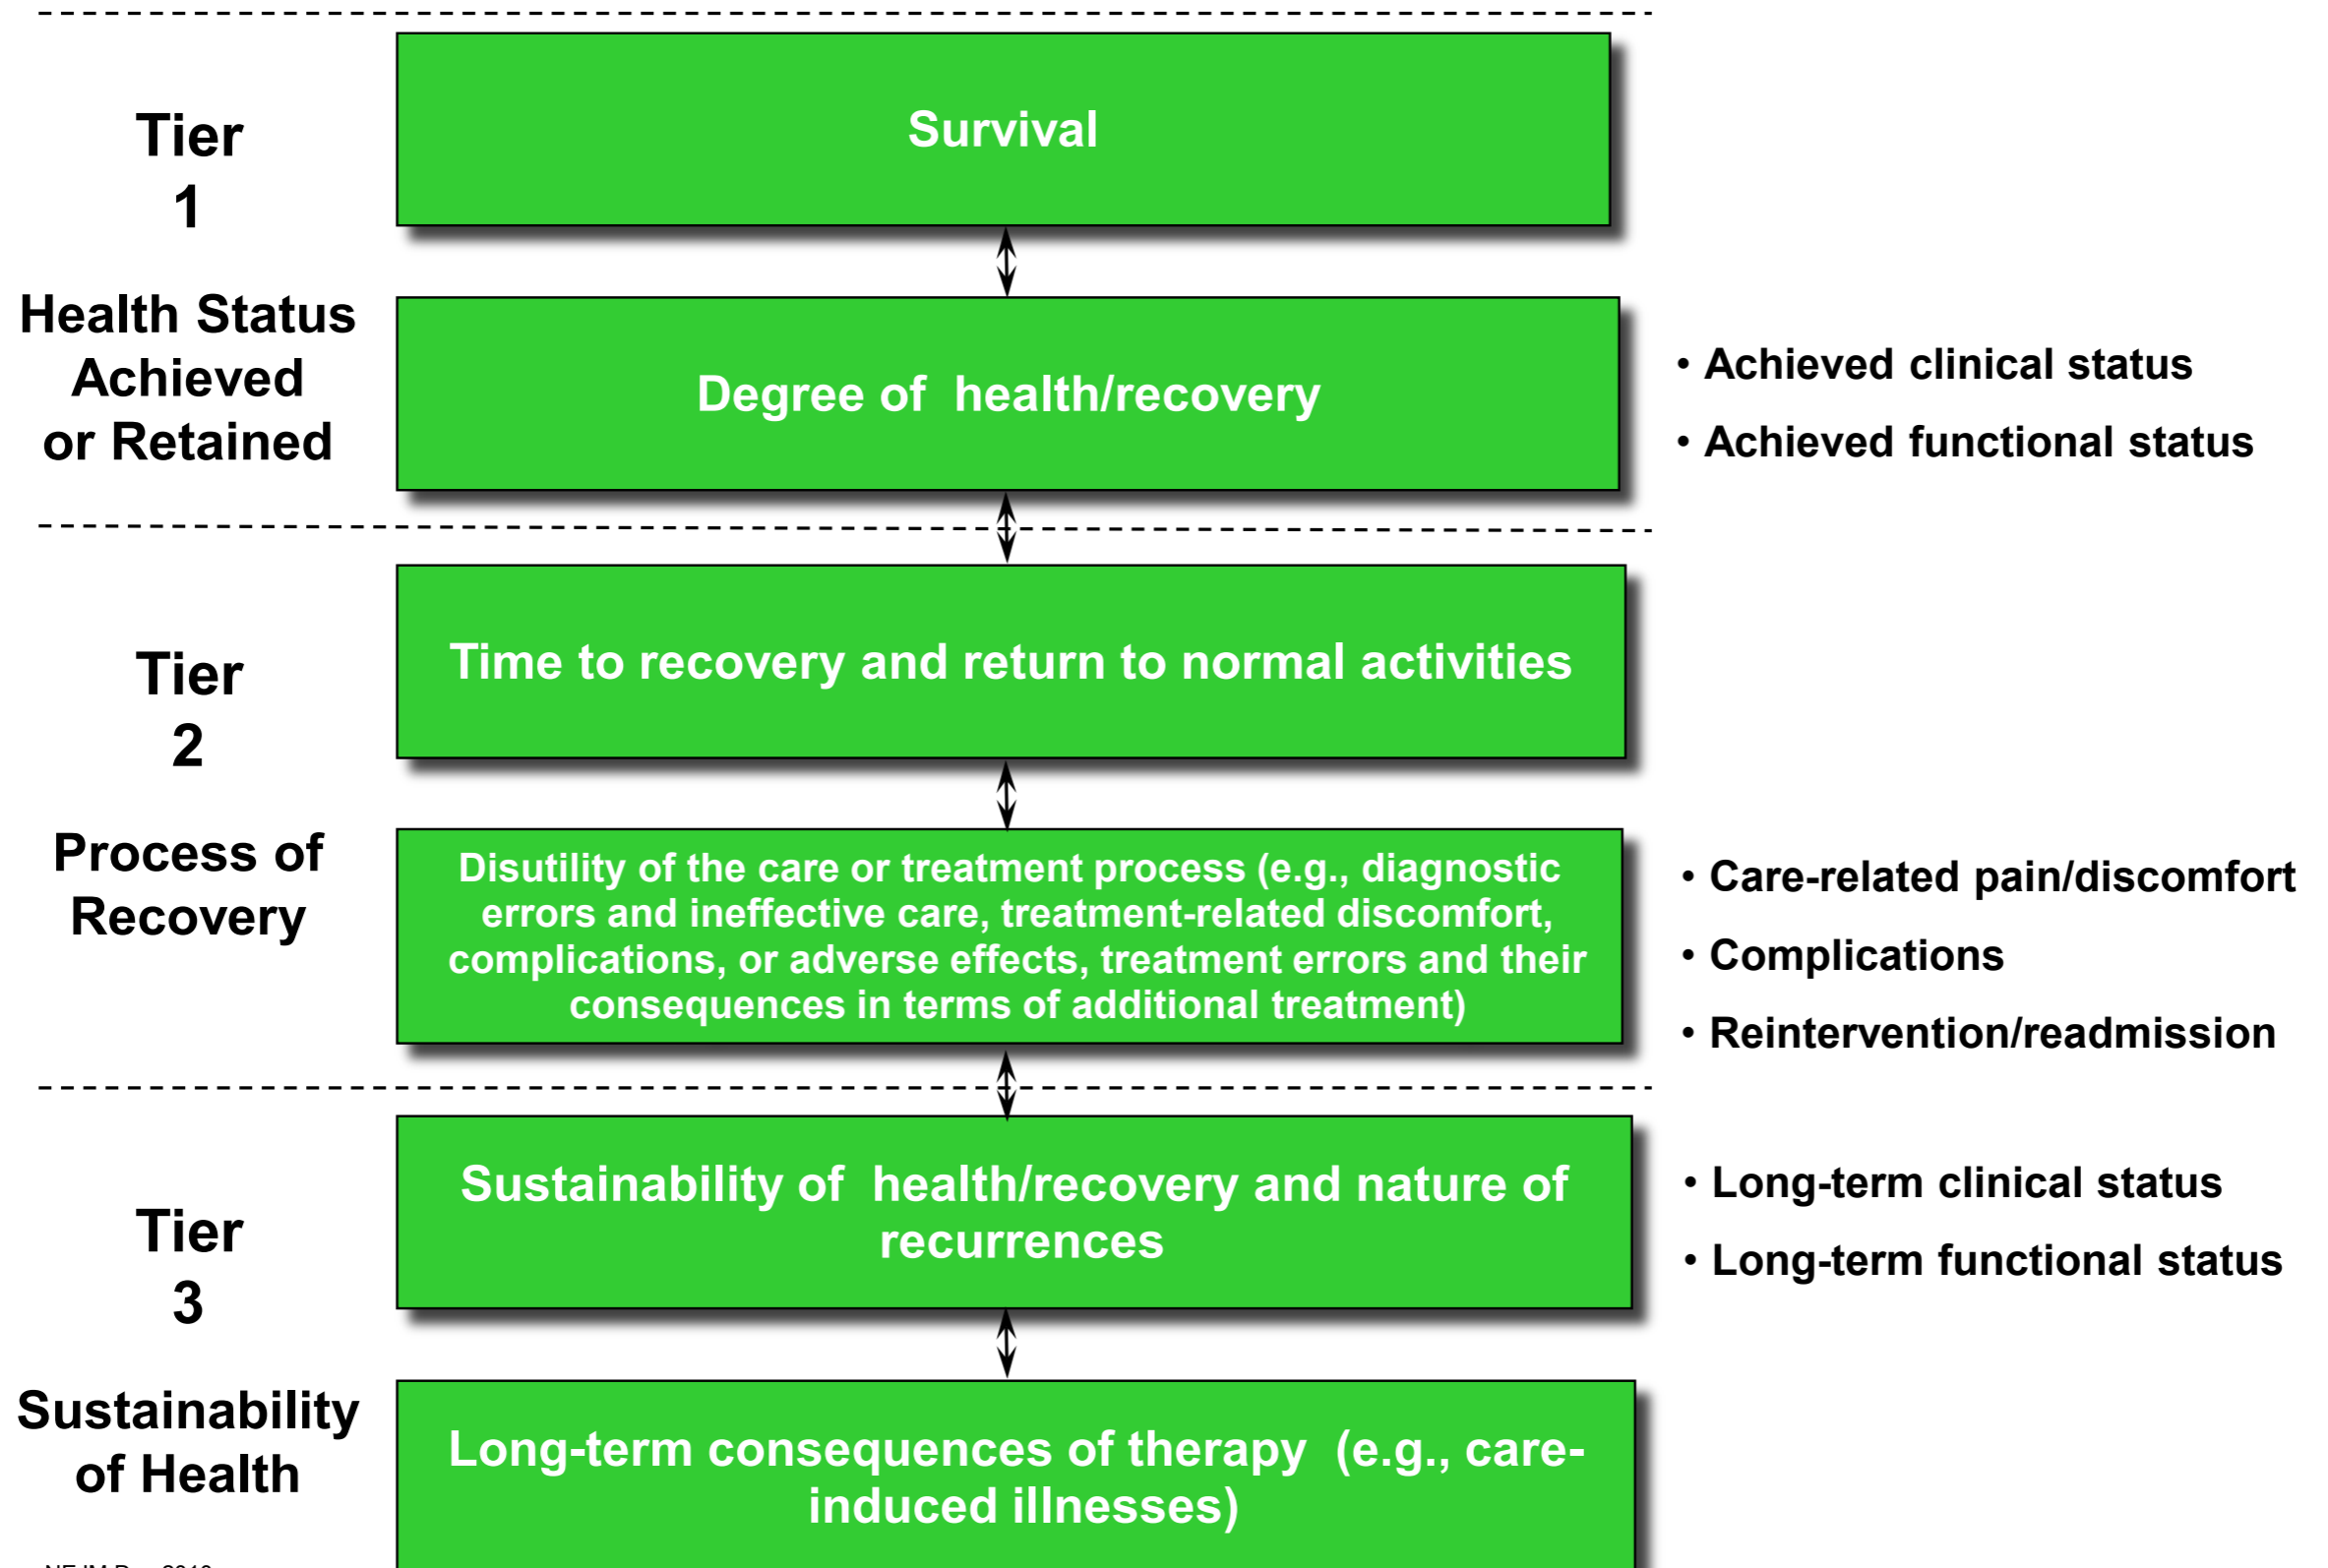 Tier
1
Health Status
Achieved
or Retained
Survival
Degree of health/recovery
• Achieved clinical status
• Achieved functional status
Tier
2
Process of
Recovery
Time to recovery and return to normal activities
Disutility of the care or treatment process (e.g., diagnostic
errors and ineffective care, treatment-related discomfort,
complications, or adverse effects, treatment errors and their
consequences in terms of additional treatment)
• Care-related pain/discomfort
• Complications
• Reintervention/readmission
Tier
3
Sustainability
of Health
Sustainability of health/recovery and nature of
recurrences
• Long-term clinical status
• Long-term functional status
Long-term consequences of therapy (e.g., care-
induced illnesses)